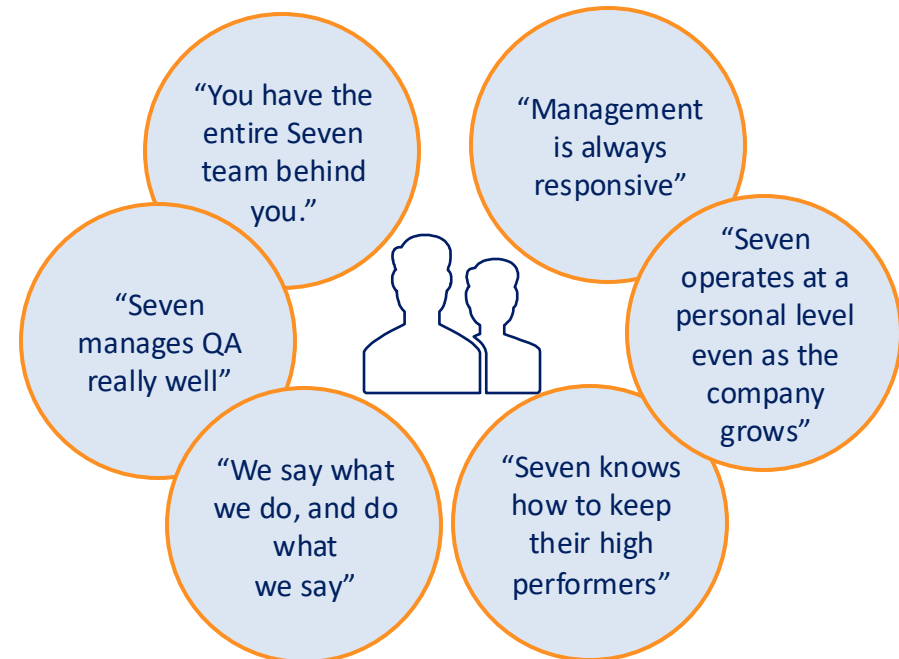 “You have the
entire Seven
team behind
you.”
“Management
is always
responsive”
“Seven
operates at a
personal level
even as the
company
grows”
“Seven
manages QA
really well”
“We say what
we do, and do
what
we say”
“Seven knows
how to keep
their high
performers”